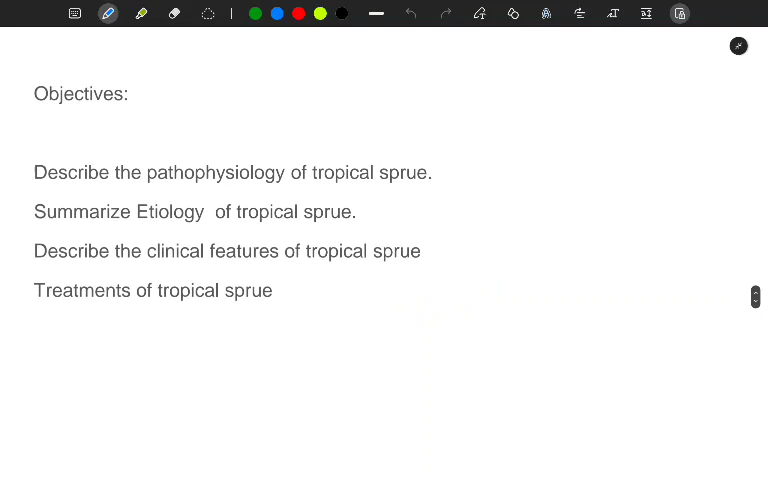 Objectives:
Describe the pathophysiology of tropical sprue.
Summarize Etiology  of tropical sprue.
Describe the clinical features of tropical sprue
Treatments of tropical sprue